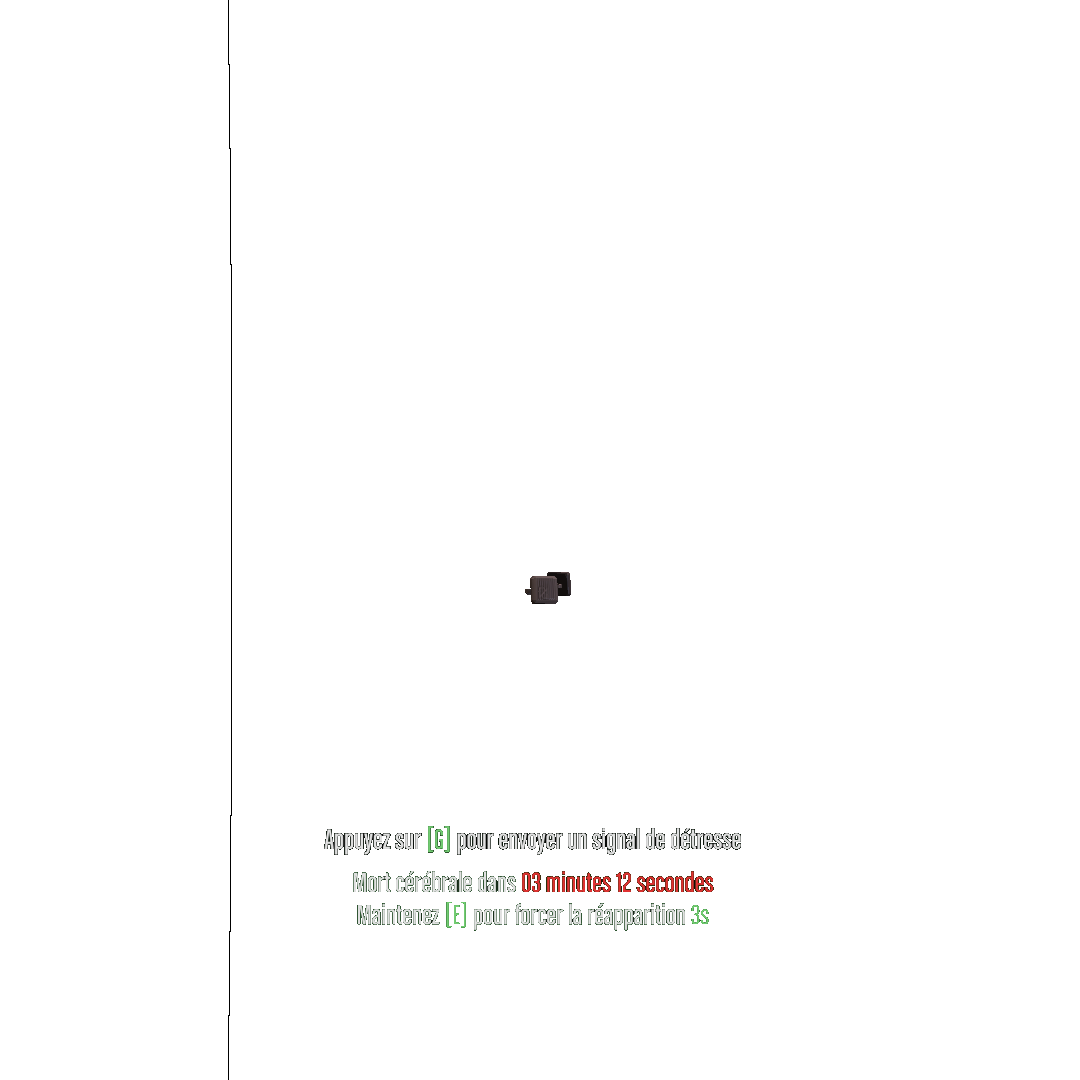 Appuyez sur [G] pour envoyer un signal de détresse
Mort cérébrale dans 03 minutes 12 secondes
Maintenez [E] pour forcer la réapparition 3s